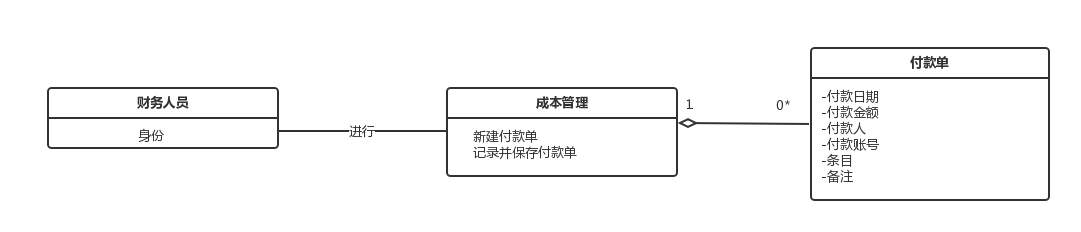 财务人员
身份
进行
成本管理
新建付款单
记录并保存付款单
1
0*
付款单
-付款日期
-付款金额
-付款人
-付款账号
-条目
-备注